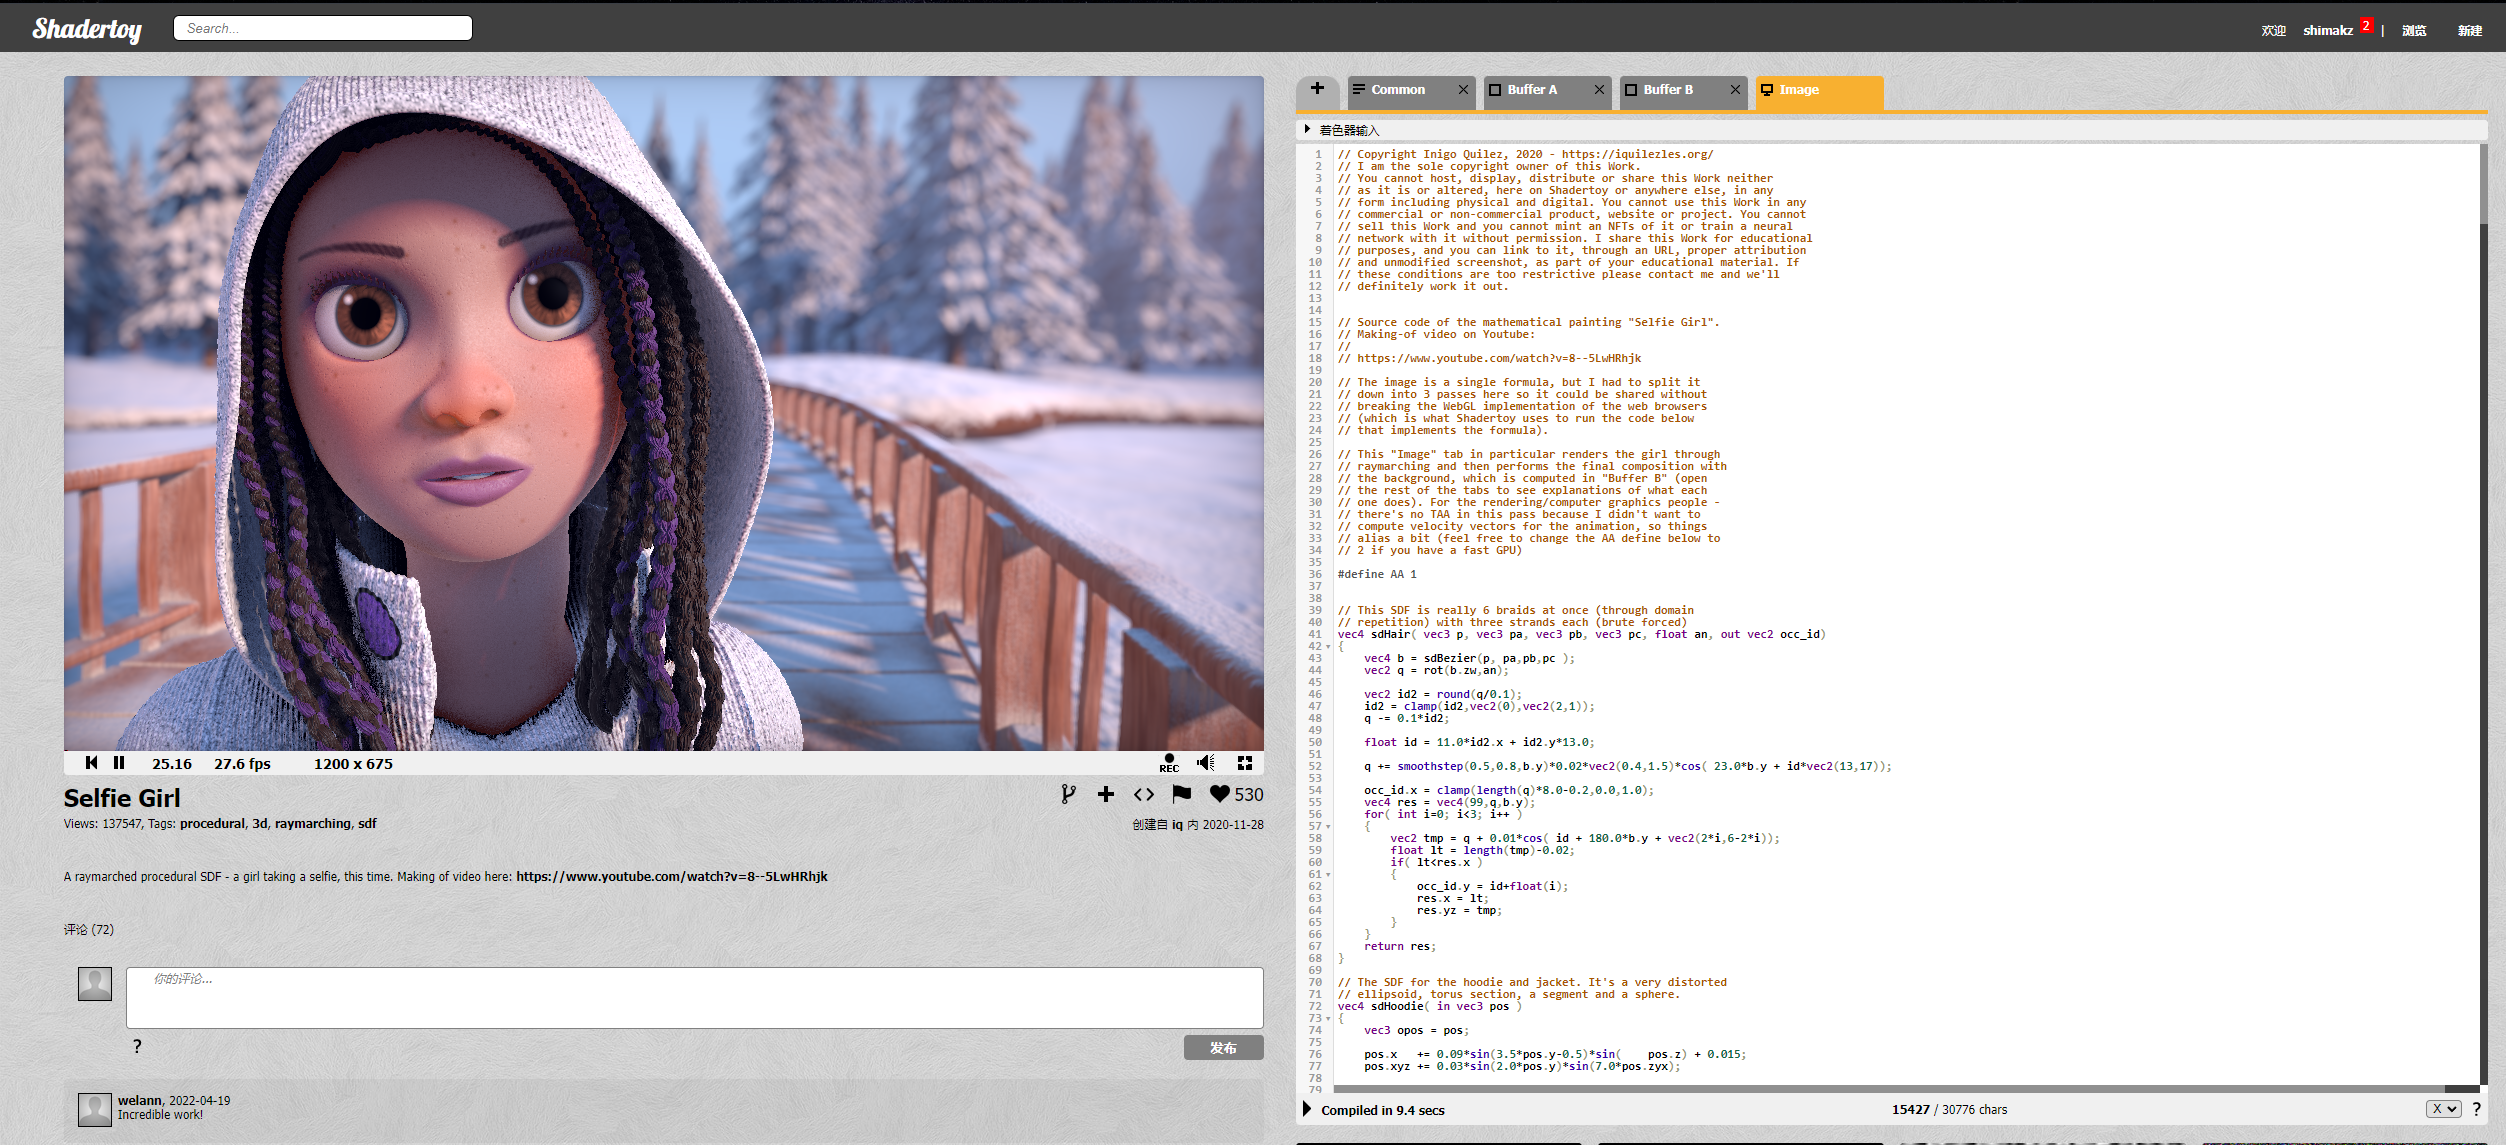 Shadertoy
Search...
欢迎 shimakz 2 | 浏览 新建
25.16 27.6 fps 1200 x 675
REC
Selfie Girl
530
Views: 137547, Tags: procedural, 3d, raymarching, sdf
创建自 iq 内 2020-11-28
A raymarched procedural SDF - a girl taking a selfie, this time. Making of video here: https://www.youtube.com/watch?v=8--5LwHRhjk
评论 (72)
你的评论...
?
发布
welann, 2022-04-19
Incredible work!
+ Common Buffer A Buffer B Image
着色器输入
1 // Copyright Inigo Quilez, 2020 - https://iquilezles.org/
2 // I am the sole copyright owner of this Work.
3 // You cannot host, display, distribute or share this Work neither
4 // as it is or altered, here on Shadertoy or anywhere else, in any
5 // form including physical and digital. You cannot use this Work in any
6 // commercial or non-commercial product, website or project. You cannot
7 // sell this Work and you cannot mint an NFTs of it or train a neural
8 // network with it without permission. I share this Work for educational
9 // purposes, and you can link to it, through an URL, proper attribution
10 // and unmodified screenshot, as part of your educational material. If
11 // these conditions are too restrictive please contact me and we'll
12 // definitely work it out.
13
14
15 // Source code of the mathematical painting "Selfie Girl".
16 // Making-of video on Youtube:
17 //
18 // https://www.youtube.com/watch?v=8--5LwHRhjk
19
20 // The image is a single formula, but I had to split it
21 // down into 3 passes here so it could be shared without
22 // breaking the WebGL implementation of the web browsers
23 // (which is what Shadertoy uses to run the code below
24 // that implements the formula).
25
26 // This "Image" tab in particular renders the girl through
27 // raymarching and then performs the final composition with
28 // the background, which is computed in "Buffer B" (open
29 // the rest of the tabs to see explanations of what each
30 // one does). For the rendering/computer graphics people -
31 // there's no TAA in this pass because I didn't want to
32 // compute velocity vectors for the animation, so things
33 // alias a bit (feel free to change the AA define below to
34 // 2 if you have a fast GPU)
35
36 #define AA 1
37
38
39 // This SDF is really 6 braids at once (through domain
40 // repetition) with three strands each (brute forced)
41 vec4 sdHair( vec3 p, vec3 pa, vec3 pb, vec3 pc, float an, out vec2 occ_id)
42 {
43 vec4 b = sdBezier(p, pa,pb,pc );
44 vec2 q = rot(b.zw,an);
45
46 vec2 id2 = round(q/0.1);
47 id2 = clamp(id2,vec2(0),vec2(2,1));
48 q -= 0.1*id2;
49
50 float id = 11.0*id2.x + id2.y*13.0;
51
52 q += smoothstep(0.5,0.8,b.y)*0.02*vec2(0.4,1.5)*cos( 23.0*b.y + id*vec2(13,17));
53
54 occ_id.x = clamp(length(q)*8.0-0.2,0.0,1.0);
55 vec4 res = vec4(99,q,b.y);
56 for( int i=0; i<3; i++ )
57 {
58 vec2 tmp = q + 0.01*cos( id + 180.0*b.y + vec2(2*i,6-2*i));
59 float lt = length(tmp)-0.02;
60 if( lt<res.x )
61 {
62 occ_id.y = id+float(i);
63 res.x = lt;
64 res.yz = tmp;
65 }
66 }
67 return res;
68 }
69
70 // The SDF for the hoodie and jacket. It's a very distorted
71 // ellipsoid, torus section, a segment and a sphere.
72 vec4 sdHoodie( in vec3 pos )
73 {
74 vec3 opos = pos;
75
76 pos.x += 0.09*sin(3.5*pos.y-0.5)*sin( pos.z) + 0.015;
77 pos.xyz += 0.03*sin(2.0*pos.y)*sin(7.0*pos.zyx);
78
79
Compiled in 9.4 secs 15427 / 30776 chars X ?